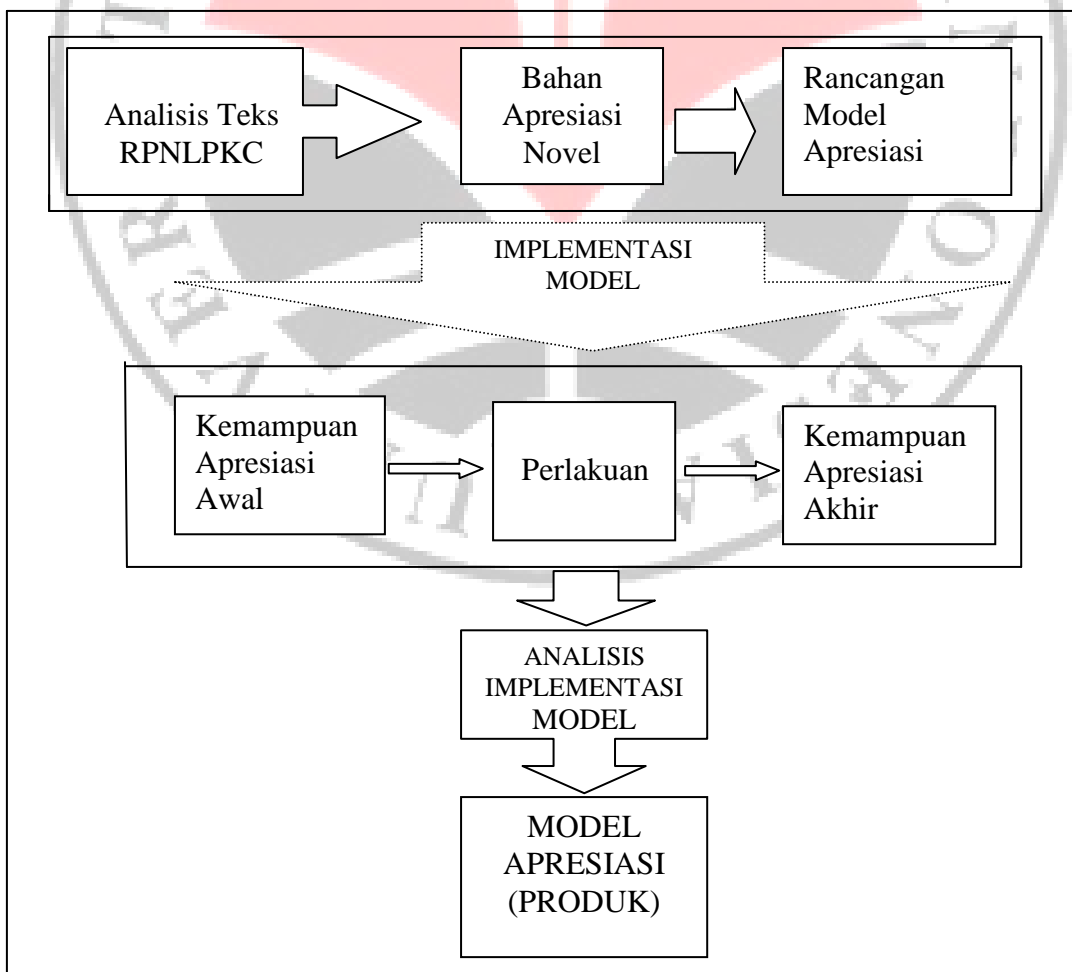 Analisis Teks
RPNLPKC
Bahan
Apresiasi
Novel
Rancangan
Model
Apresiasi
IMPLEMENTASI
MODEL
Kemampuan
Apresiasi
Awal
Perlakuan
Kemampuan
Apresiasi
Akhir
ANALISIS
IMPLEMENTASI
MODEL
MODEL
APRESIASI
(PRODUK)